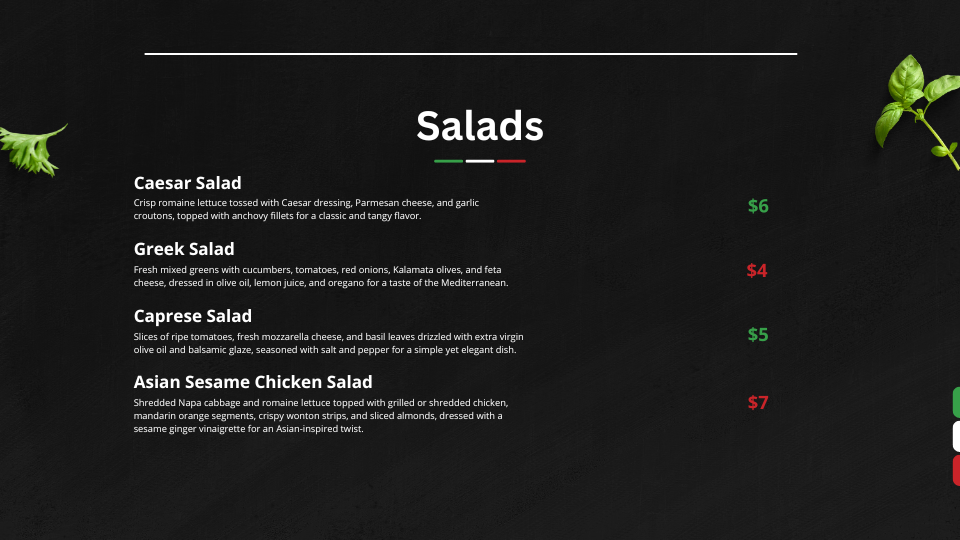 Salads
Caesar Salad
Crisp romaine lettuce tossed with Caesar dressing, Parmesan cheese, and garlic
croutons, topped with anchovy fillets for a classic and tangy flavor.
$6
Greek Salad
Fresh mixed greens with cucumbers, tomatoes, red onions, Kalamata olives, and feta
cheese, dressed in olive oil, lemon juice, and oregano for a taste of the Mediterranean.
$4
Caprese Salad
Slices of ripe tomatoes, fresh mozzarella cheese, and basil leaves drizzled with extra virgin
olive oil and balsamic glaze, seasoned with salt and pepper for a simple yet elegant dish.
$5
Asian Sesame Chicken Salad
Shredded Napa cabbage and romaine lettuce topped with grilled or shredded chicken,
mandarin orange segments, crispy wonton strips, and sliced almonds, dressed with a
sesame ginger vinaigrette for an Asian-inspired twist.
$7